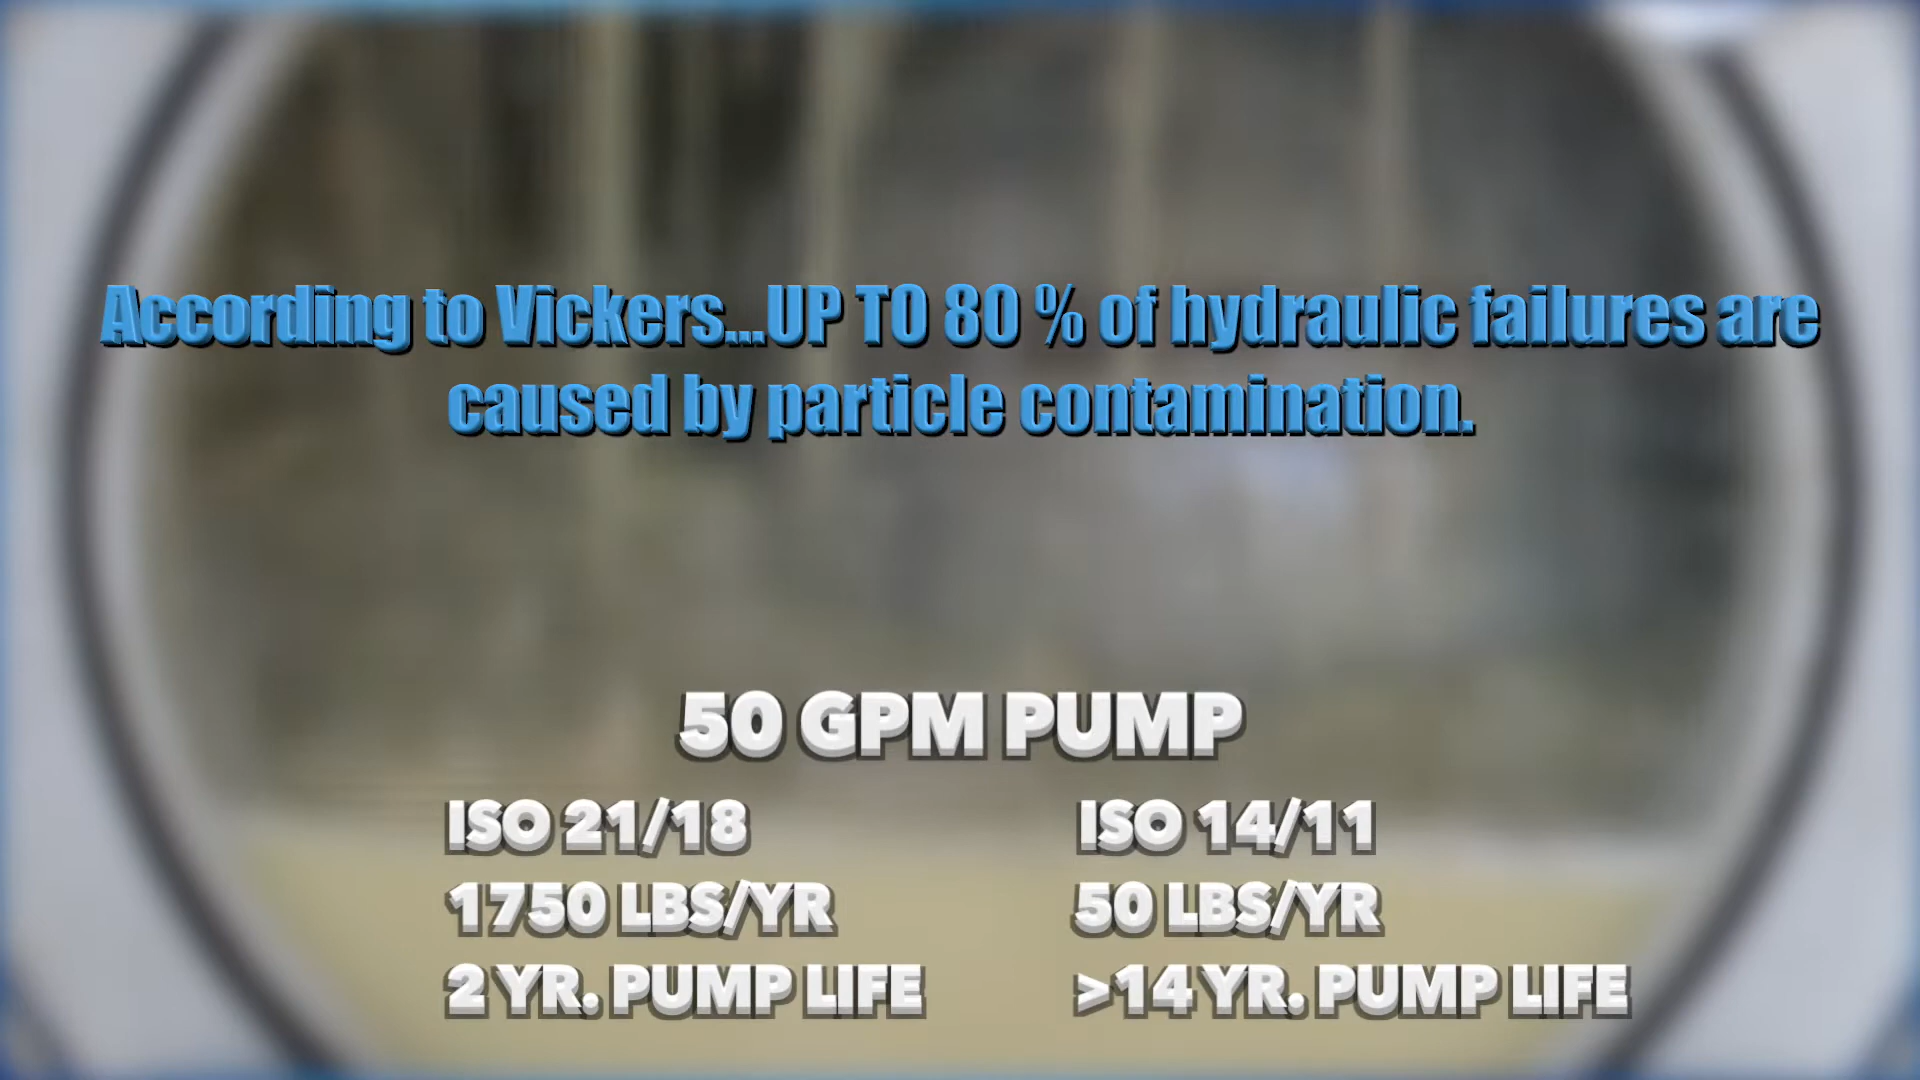 According to Vickers...UP TO 80 % of hydraulic failures are
caused by particle contamination.
50 GPM PUMP
ISO 21/18
1750 LBS/YR
2 YR. PUMP LIFE
ISO 14/11
50 LBS/YR
>14 YR. PUMP LIFE